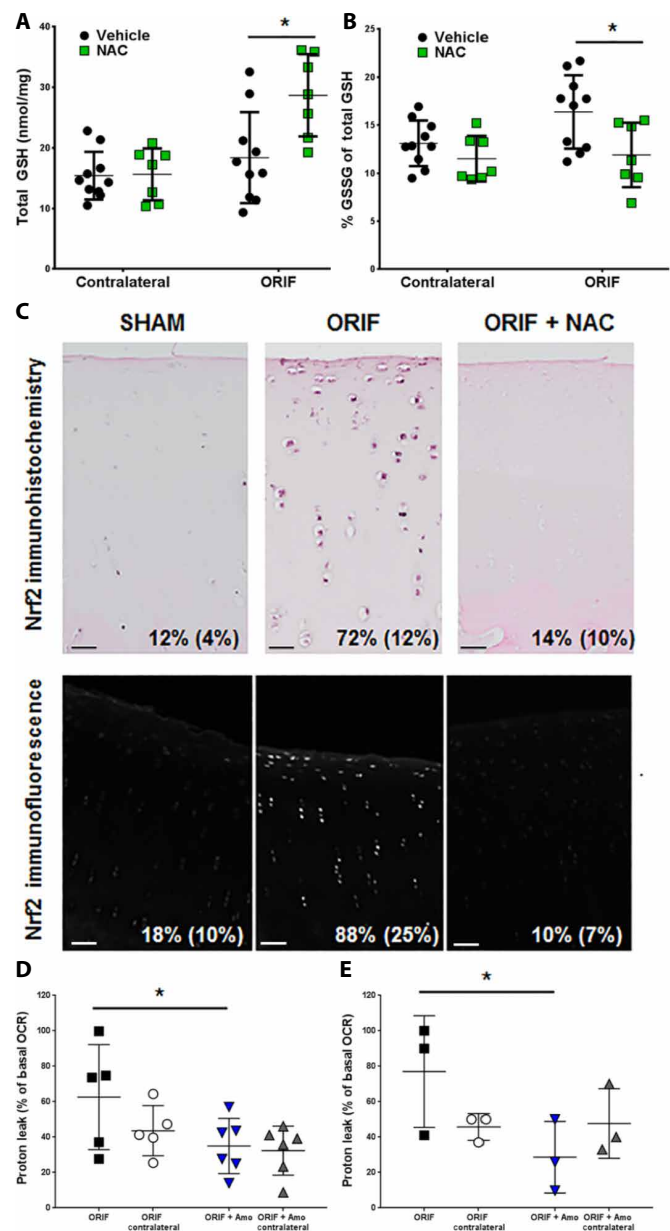 A
Vehicle
NAC
*
Total GSH (nmol/mg)
40
30
20
10
0
Contralateral
ORIF
B
Vehicle
NAC
*
% GSSG of total GSH
25
20
15
10
5
0
Contralateral
ORIF
C
SHAM
ORIF
ORIF + NAC
Nrf2 immunohistochemistry
12% (4%)
72% (12%)
14% (10%)
Nrf2 immunofluorescence
18% (10%)
88% (25%)
10% (7%)
D
*
Proton leak (% of basal OCR)
120
100
80
60
40
20
0
ORIF
ORIF contralateral
ORIF + Amo
ORIF + Amo contralateral
E
*
Proton leak (% of basal OCR)
120
100
80
60
40
20
0
ORIF
ORIF contralateral
ORIF + Amo
ORIF + Amo contralateral